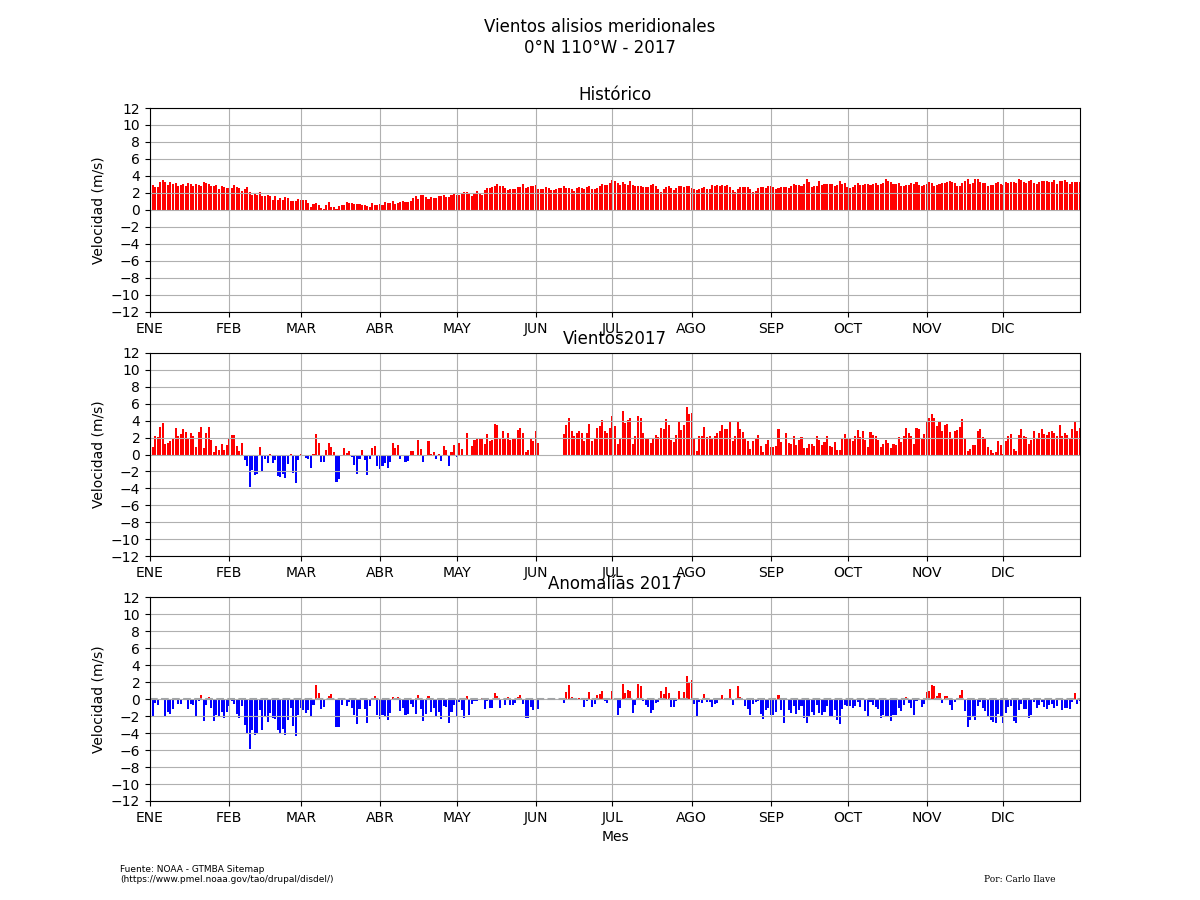 Vientos alisios meridionales
0°N 110°W - 2017
Histórico
12
10
8
6
4
2
0
−2
−4
−6
−8
−10
−12
Velocidad (m/s)
ENE FEB MAR ABR MAY JUN JUL AGO SEP OCT NOV DIC
Vientos2017
12
10
8
6
4
2
0
−2
−4
−6
−8
−10
−12
Velocidad (m/s)
ENE FEB MAR ABR MAY JUN JUL AGO SEP OCT NOV DIC
Anomalías 2017
12
10
8
6
4
2
0
−2
−4
−6
−8
−10
−12
Velocidad (m/s)
ENE FEB MAR ABR MAY JUN JUL AGO SEP OCT NOV DIC
Mes
Fuente: NOAA - GTMBA Sitemap
(https://www.pmel.noaa.gov/tao/drupal/disdel/)
Por: Carlo Ilave